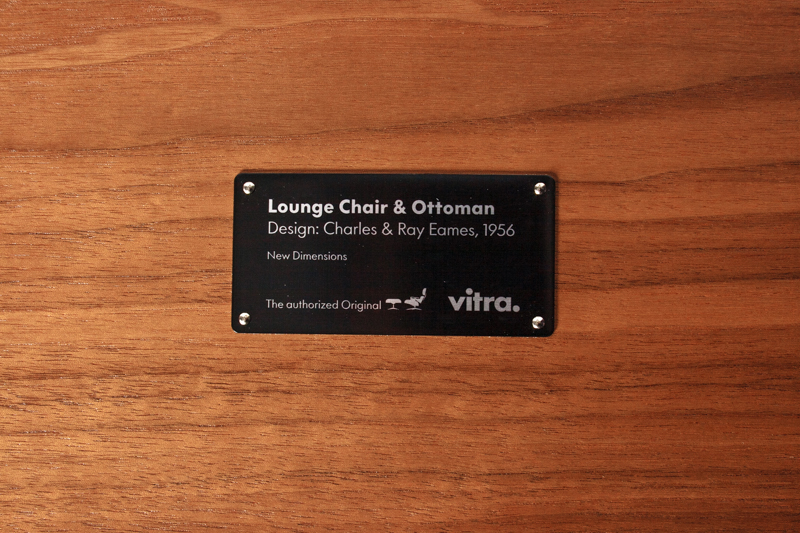 Lounge Chair & Ottoman
Design: Charles & Ray Eames, 1956
New Dimensions
The authorized Original vitra.